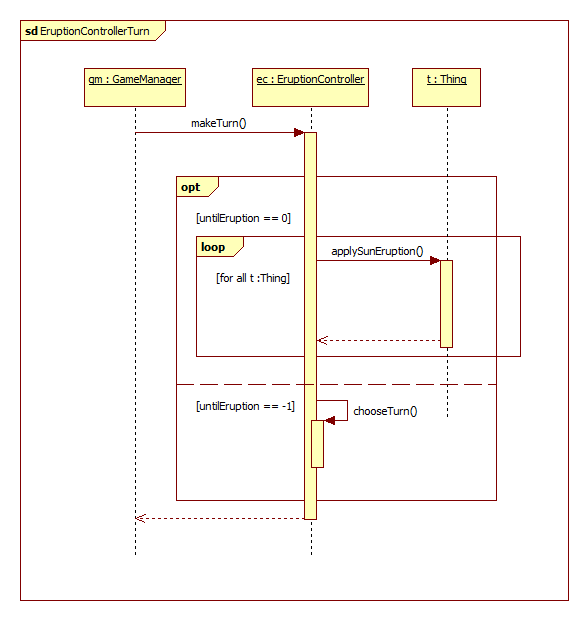 sd EruptionControllerTurn
gm : GameManager
ec : EruptionController
t : Thing
makeTurn()
opt
[untilEruption == 0]
loop
applySunEruption()
[for all t :Thing]
[untilEruption == -1]
chooseTurn()